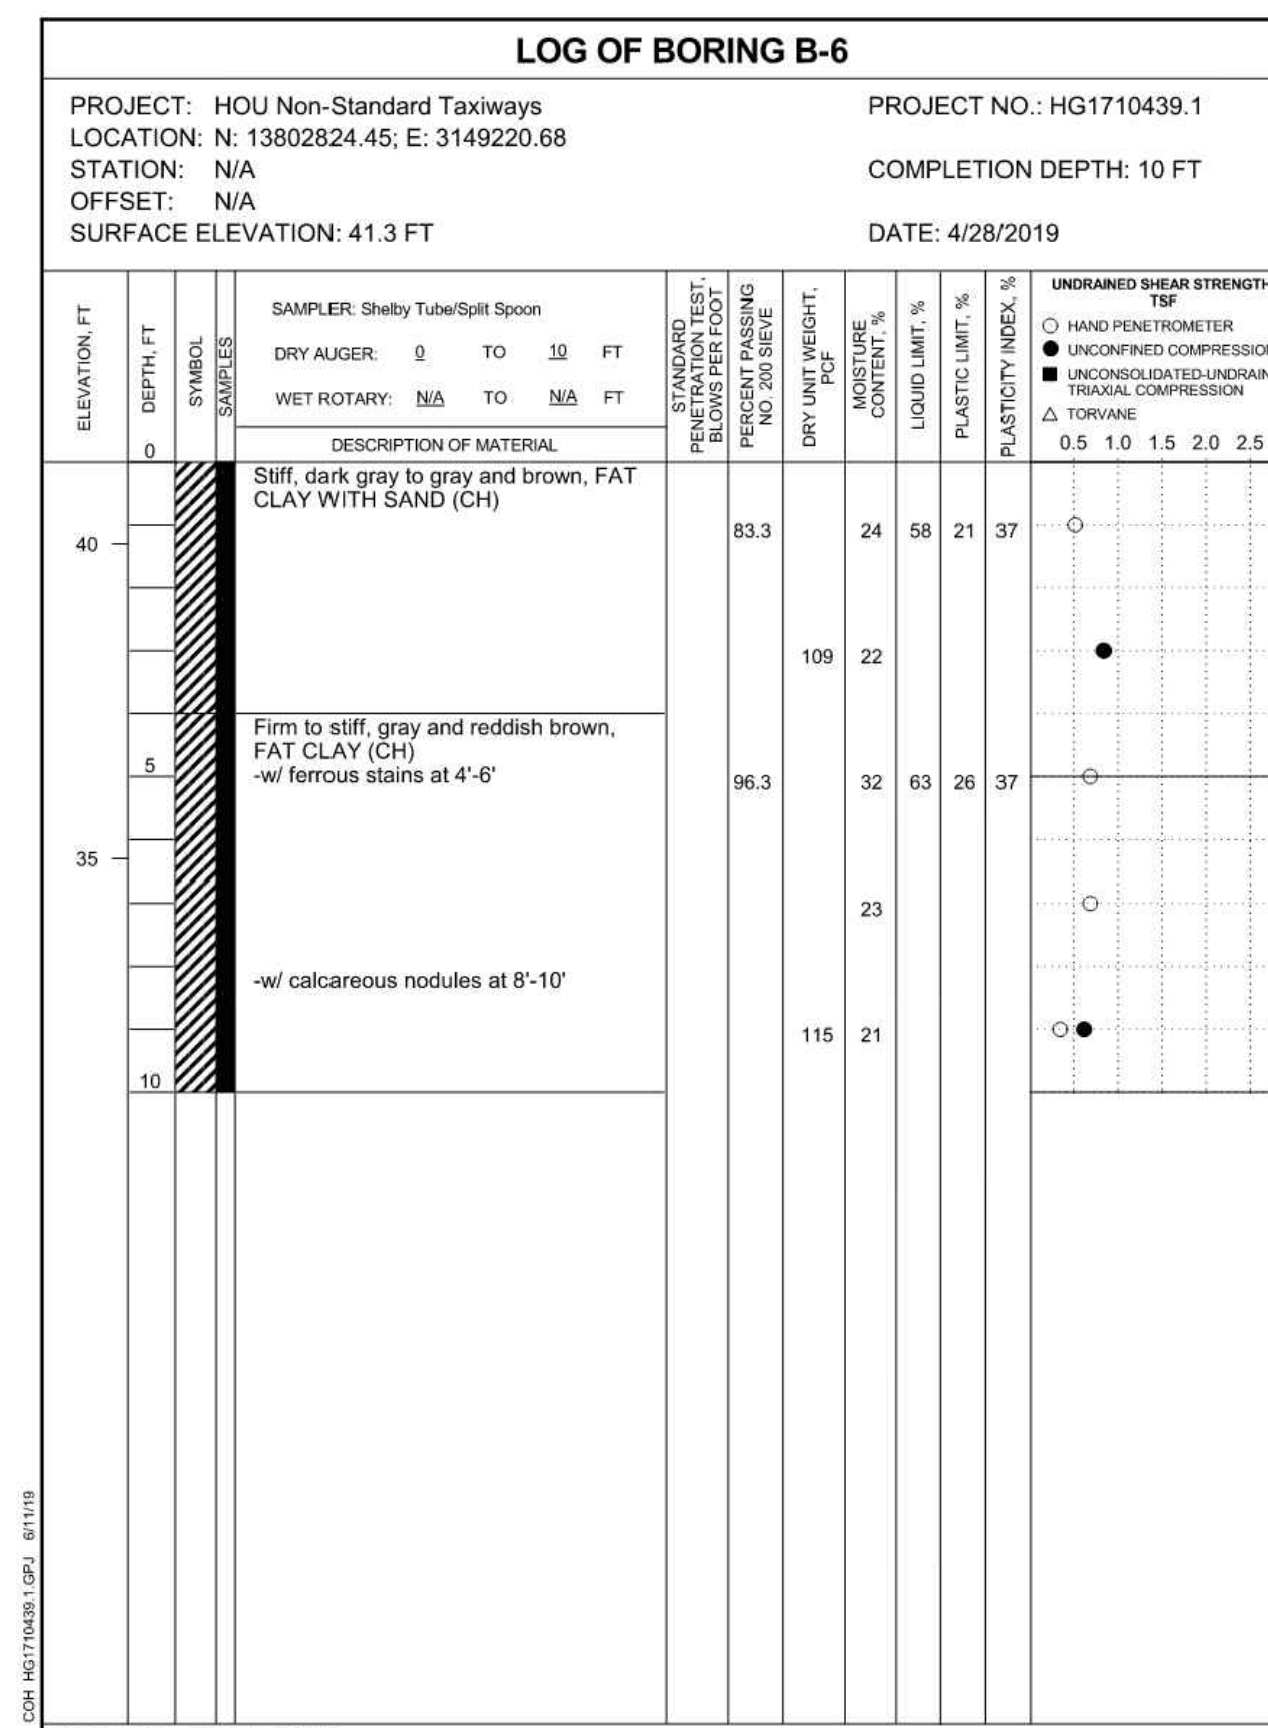 LOG OF BORING B-6
PROJECT: HOU Non-Standard Taxiways
PROJECT NO.: HG1710439.1
LOCATION: N: 13802824.45; E: 3149220.68
STATION: N/A
COMPLETION DEPTH: 10 FT
OFFSET: N/A
SURFACE ELEVATION: 41.3 FT
DATE: 4/28/2019
ELEVATION, FT
DEPTH, FT
0
SYMBOL
SAMPLES
SAMPLER: Shelby Tube/Split Spoon
DRY AUGER: 0 TO 10 FT
WET ROTARY: N/A TO N/A FT
DESCRIPTION OF MATERIAL
STANDARD
PENETRATION TEST,
BLOWS PER FOOT
PERCENT PASSING
NO. 200 SIEVE
DRY UNIT WEIGHT,
PCF
MOISTURE
CONTENT, %
LIQUID LIMIT, %
PLASTIC LIMIT, %
PLASTICITY INDEX, %
UNDRAINED SHEAR STRENGTH
TSF
HAND PENETROMETER
UNCONFINED COMPRESSIO
UNCONSOLIDATED-UNDRAIN
TRIAXIAL COMPRESSION
TORVANE
0.5 1.0 1.5 2.0 2.5
Stiff, dark gray to gray and brown, FAT
CLAY WITH SAND (CH)
40
83.3 24 58 21 37
109 22
Firm to stiff, gray and reddish brown,
FAT CLAY (CH)
5
-w/ ferrous stains at 4'-6'
96.3 32 63 26 37
35
23
-w/ calcareous nodules at 8'-10'
115 21
10
COH HG1710439.1.GPJ 6/11/19